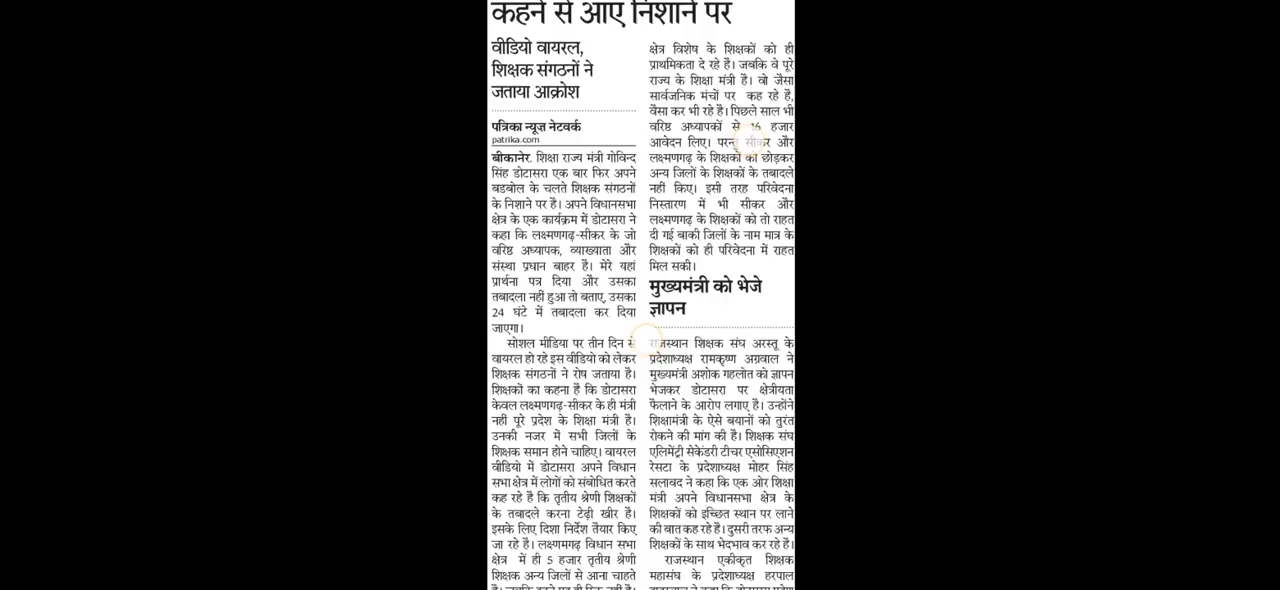 कहने से आए निशाने पर
वीडियो वायरल,
शिक्षक संगठनों ने
जताया आक्रोश
पत्रिका न्यूज़ नेटवर्क
patrika.com
बीकानेर. शिक्षा राज्य मंत्री गोविन्द
सिंह डोटासरा एक बार फिर अपने
बडबोल के चलते शिक्षक संगठनों
के निशाने पर है। अपने विधानसभा
क्षेत्र के एक कार्यक्रम में डोटासरा ने
कहा कि लक्ष्मणगढ़-सीकर के जो
वरिष्ठ अध्यापक, व्याख्याता और
संस्था प्रधान बाहर है। मेरे यहां
प्रार्थना पत्र दिया और उसका
तबादला नहीं हुआ तो बताए, उसका
24 घंटे में तबादला कर दिया
जाएगा।
सोशल मीडिया पर तीन दिन से
वायरल हो रहे इस वीडियो को लेकर
शिक्षक संगठनों ने रोष जताया है।
शिक्षकों का कहना है कि डोटासरा
केवल लक्ष्मणगढ़-सीकर के ही मंत्री
नहीं पूरे प्रदेश के शिक्षा मंत्री है।
उनकी नजर में सभी जिलों के
शिक्षक समान होने चाहिए। वायरल
वीडियो में डोटासरा अपने विधान
सभा क्षेत्र में लोगों को संबोधित करते
कह रहे है कि तृतीय श्रेणी शिक्षकों
के तबादले करना टेढ़ी खीर है।
इसके लिए दिशा निर्देश तैयार किए
जा रहे है। लक्ष्णमगढ़ विधान सभा
क्षेत्र में ही 5 हजार तृतीय श्रेणी
शिक्षक अन्य जिलों से आना चाहते
क्षेत्र विशेष के शिक्षकों को ही
प्राथमिकता दे रहे है। जबकि वे पूरे
राज्य के शिक्षा मंत्री है। वो जैसा
सार्वजनिक मंचों पर कह रहे है,
वैसा कर भी रहे है। पिछले साल भी
वरिष्ठ अध्यापकों से 16 हजार
आवेदन लिए। परन्तु सीकर और
लक्ष्मणगढ़ के शिक्षकों को छोड़कर
अन्य जिलों के शिक्षकों के तबादले
नहीं किए। इसी तरह परिवेदना
निस्तारण में भी सीकर और
लक्ष्मणगढ़ के शिक्षकों को तो राहत
दी गई बाकी जिलों के नाम मात्र के
शिक्षकों को ही परिवेदना में राहत
मिल सकी।
मुख्यमंत्री को भेजे
ज्ञापन
राजस्थान शिक्षक संघ अरस्तू के
प्रदेशाध्यक्ष रामकृष्ण अग्रवाल ने
मुख्यमंत्री अशोक गहलोत को ज्ञापन
भेजकर डोटासरा पर क्षेत्रीयता
फैलाने के आरोप लगाए है। उन्होंने
शिक्षामंत्री के ऐसे बयानों को तुरंत
रोकने की मांग की है। शिक्षक संघ
एलिमेंट्री सेकेंडरी टीचर एसोसिएशन
रेसटा के प्रदेशाध्यक्ष मोहर सिंह
सलावद ने कहा कि एक ओर शिक्षा
मंत्री अपने विधानसभा क्षेत्र के
शिक्षकों को इच्छित स्थान पर लाने
की बात कह रहे है। दुसरी तरफ अन्य
शिक्षकों के साथ भेदभाव कर रहे है।
राजस्थान एकीकृत शिक्षक
महासंघ के प्रदेशाध्यक्ष हरपाल